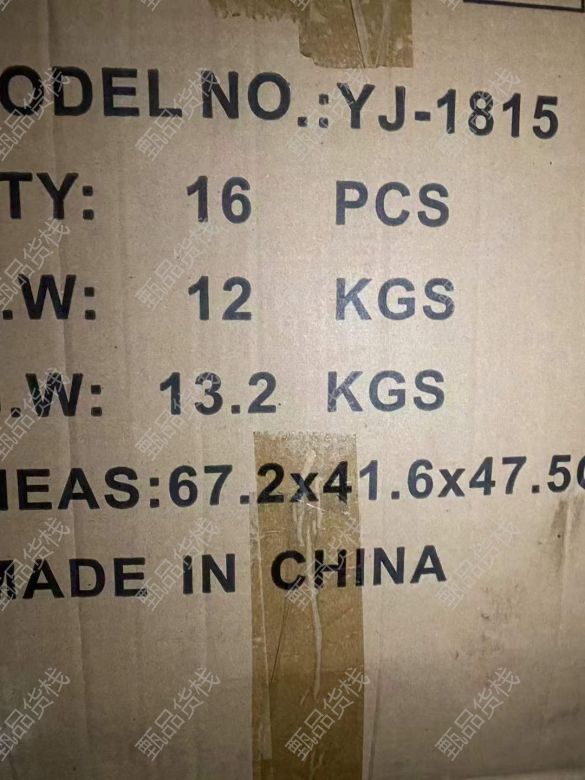 ODEL NO.:YJ-1815
TY: 16 PCS
.W: 12 KGS
.W: 13.2 KGS
EAS:67.2x41.6x47.5
MADE IN CHINA
甄品货栈